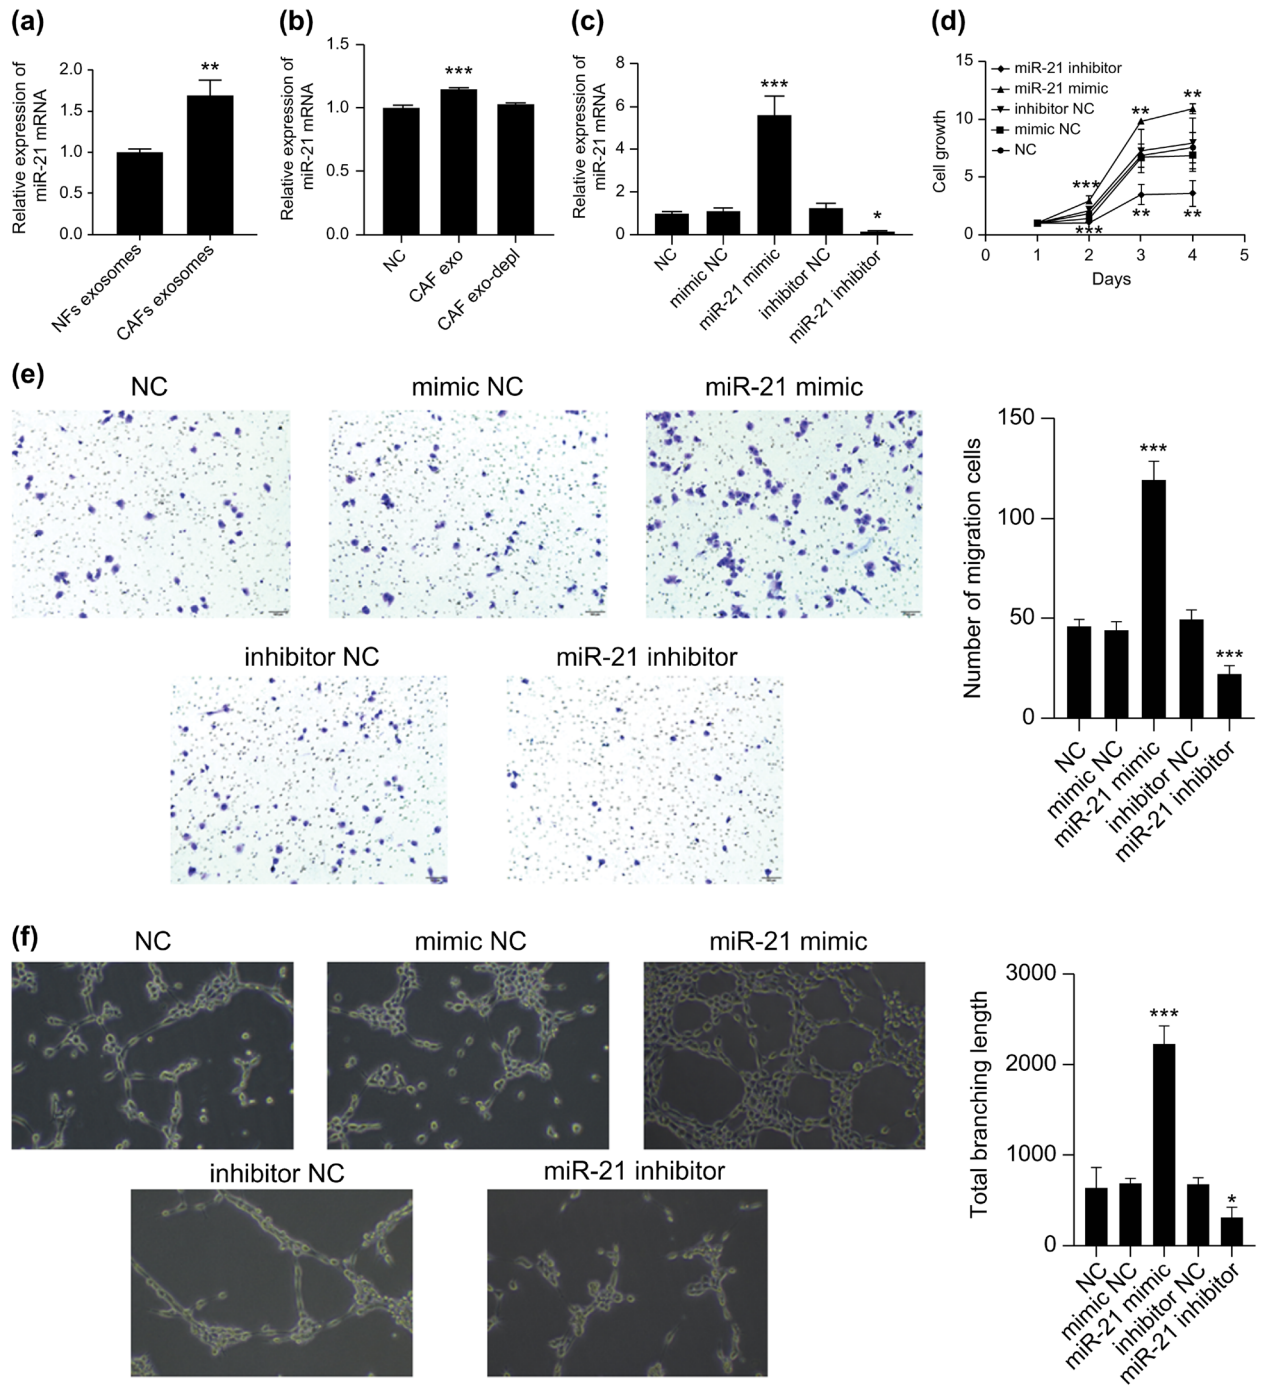 (a)
Relative expression of
miR-21 mRNA
2.0
1.5
1.0
0.5
0.0
**
NFs exosomes
CAFs exosomes
(b)
Relative expression of
miR-21 mRNA
1.5
1.0
0.5
0.0
***
NC
CAF exo
CAF exo-depl
(c)
Relative expression of
miR-21 mRNA
8
6
4
2
0
***
*
NC
mimic NC
miR-21 mimic
inhibitor NC
miR-21 inhibitor
(d)
Cell growth
15
10
5
0
miR-21 inhibitor
miR-21 mimic
inhibitor NC
mimic NC
NC
***
**
**
***
**
**
0 1 2 3 4 5
Days
(e)
NC
mimic NC
miR-21 mimic
inhibitor NC
miR-21 inhibitor
Number of migration cells
150
100
50
0
***
***
NC
mimic NC
miR-21 mimic
inhibitor NC
miR-21 inhibitor
(f)
NC
mimic NC
miR-21 mimic
inhibitor NC
miR-21 inhibitor
Total branching length
3000
2000
1000
0
***
*
NC
mimic NC
miR-21 mimic
inhibitor NC
miR-21 inhibitor